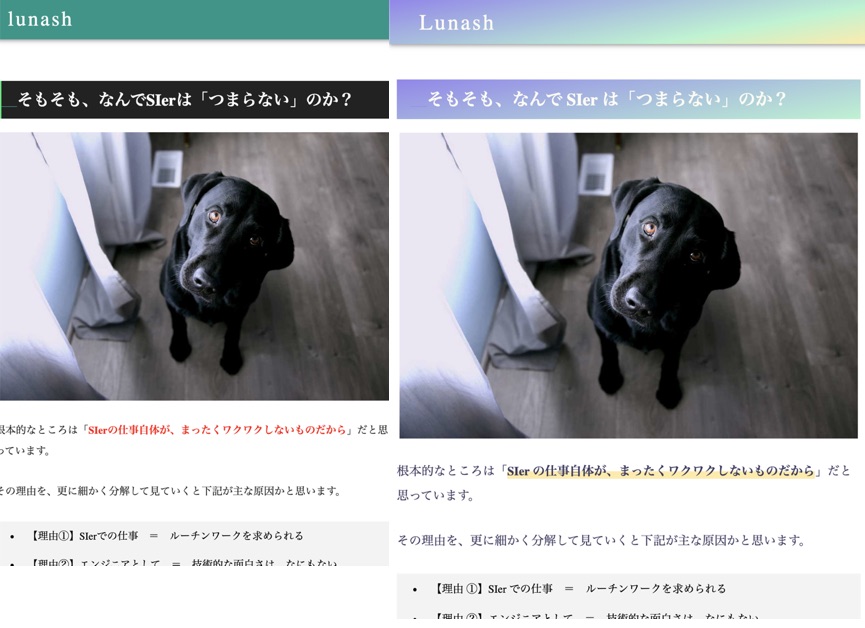 lunash
そもそも、なんでSIerは「つまらない」のか？
根本的なところは「SIerの仕事自体が、まったくワクワクしないものだから」だと思
っています。
その理由を、更に細かく分解して見ていくと下記が主な原因かと思います。
• 【理由①】SIerでの仕事　＝　ルーチンワークを求められる
• 【理由②】エンジニアとして　＝　技術的な面白さは、なにもない
Lunash
そもそも、なんで SIer は「つまらない」のか？
根本的なところは「SIer の仕事自体が、まったくワクワクしないものだから」だと
思っています。
その理由を、更に細かく分解して見ていくと下記が主な原因かと思います。
• 【理由 ①】SIer での仕事　＝　ルーチンワークを求められる
• 【理由 ②】エンジニアとして　＝　技術的な面白さは、なにもない